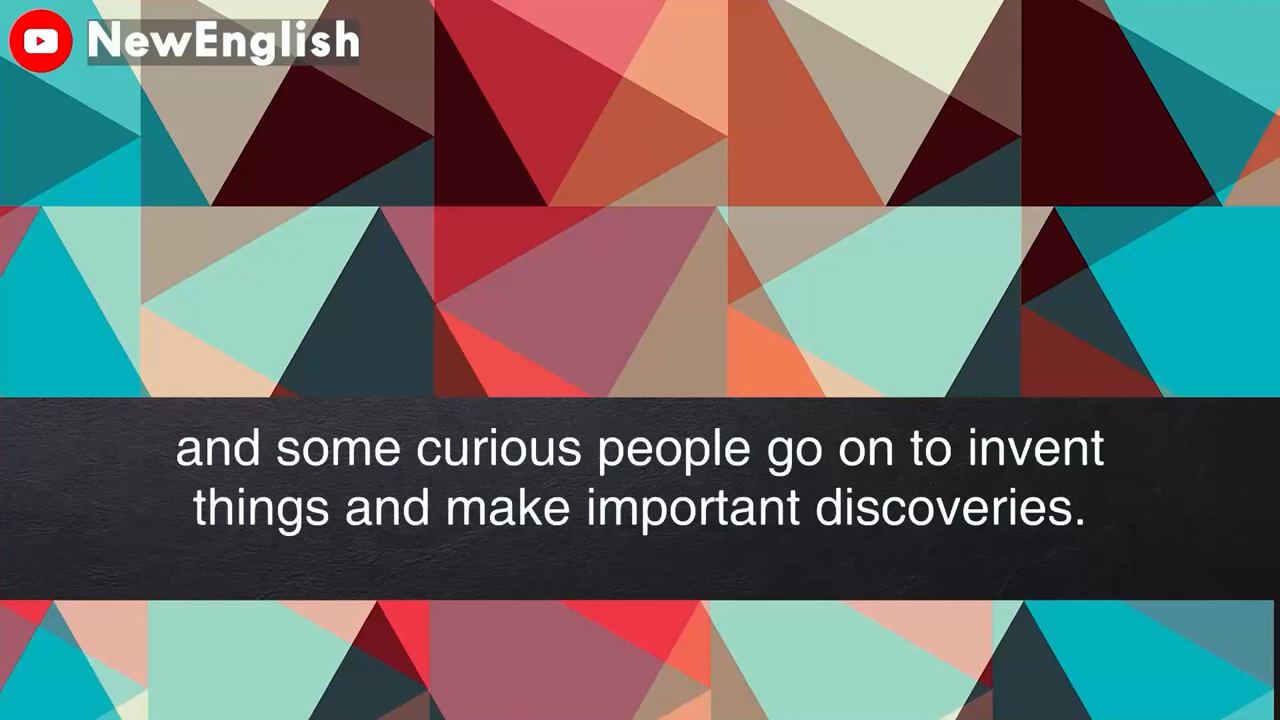 NewEnglish
and some curious people go on to invent
things and make important discoveries.